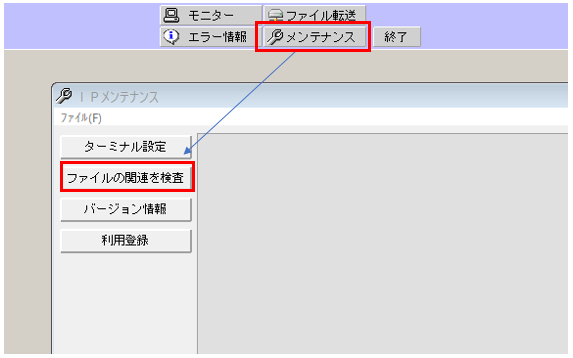 モニター ファイル転送
エラー情報 メンテナンス 終了
ＩＰメンテナンス
ファイル(F)
ターミナル設定
ファイルの関連を検査
バージョン情報
利用登録